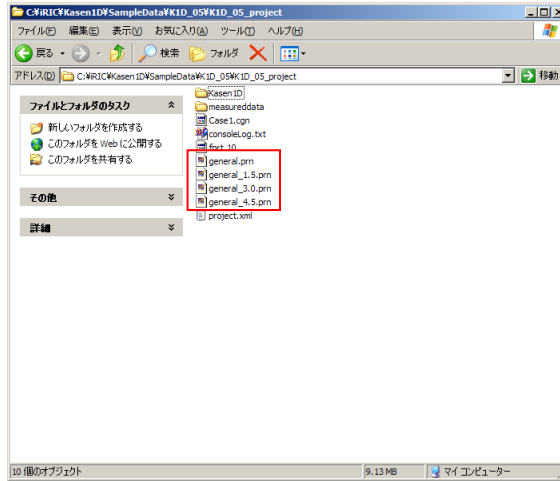 C:¥iRIC¥Kasen1D¥SampleData¥K1D_05¥K1D_05_project
ファイル(F) 編集(E) 表示(V) お気に入り(A) ツール(T) ヘルプ(H)
戻る 検索 フォルダ
アドレス(D) C:¥iRIC¥Kasen1D¥SampleData¥K1D_05¥K1D_05_project 移動
ファイルとフォルダのタスク
新しいフォルダを作成する
このフォルダを Web に公開する
このフォルダを共有する
その他
詳細
Kasen1D
measureddata
Case1.cgn
consoleLog.txt
fort.10
general.prn
general_1.5.prn
general_3.0.prn
general_4.5.prn
project.xml
10 個のオブジェクト 9.13 MB マイ コンピューター